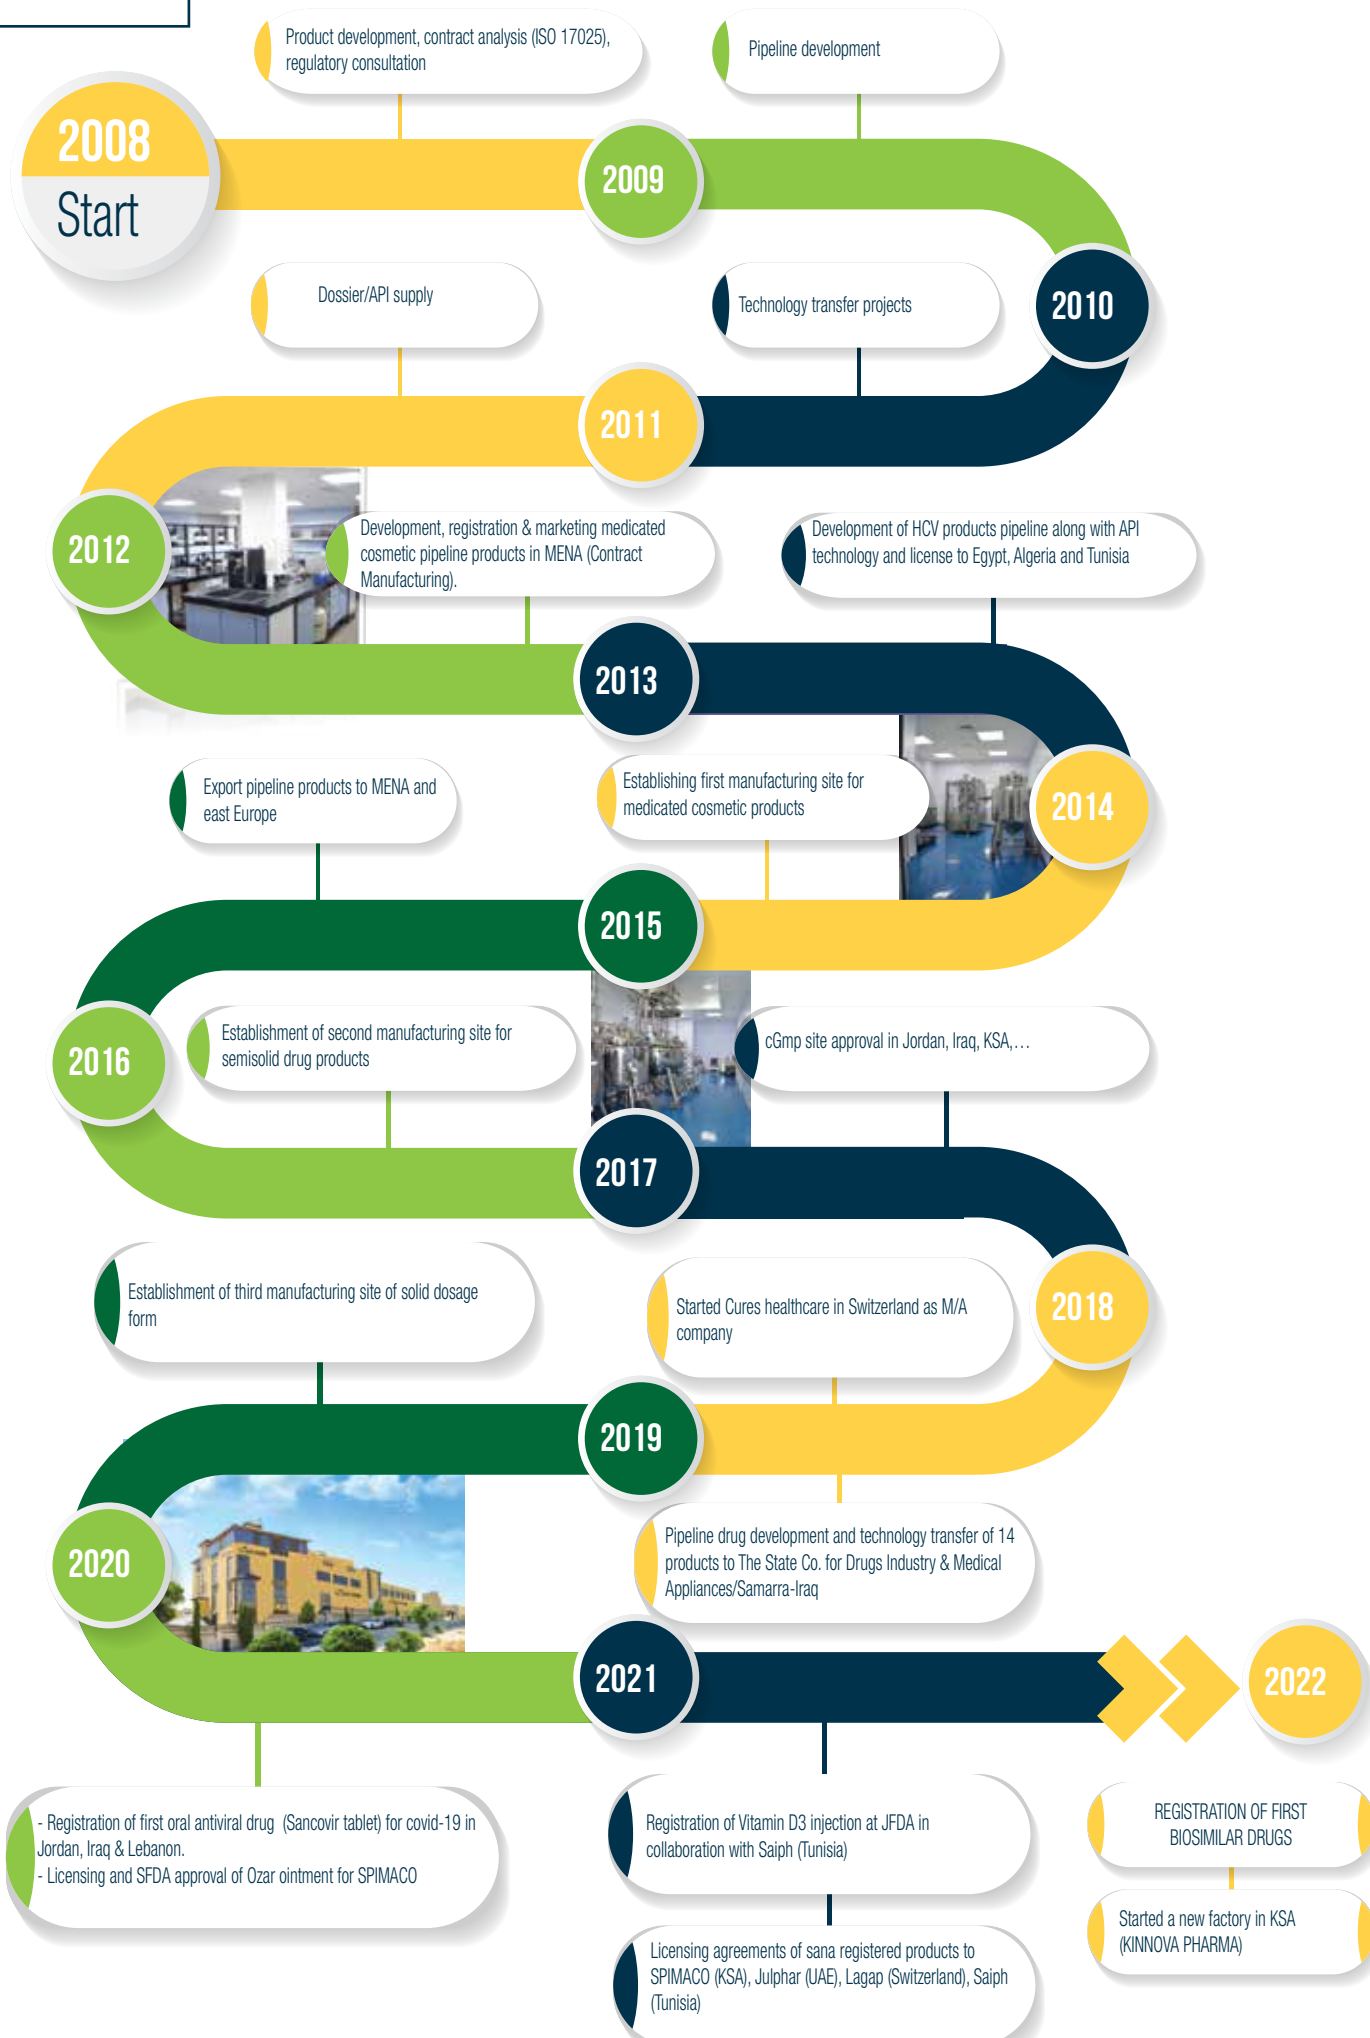 Product development, contract analysis (ISO 17025),
regulatory consultation
Pipeline development
2008
Start
2009
Dossier/API supply
Technology transfer projects
2010
2011
2012
Development, registration & marketing medicated
cosmetic pipeline products in MENA (Contract
Manufacturing).
Development of HCV products pipeline along with API
technology and license to Egypt, Algeria and Tunisia
2013
Export pipeline products to MENA and
east Europe
Establishing first manufacturing site for
medicated cosmetic products
2014
2015
2016
Establishment of second manufacturing site for
semisolid drug products
cGmp site approval in Jordan, Iraq, KSA,…
2017
Establishment of third manufacturing site of solid dosage
form
Started Cures healthcare in Switzerland as M/A
company
2018
2019
2020
Pipeline drug development and technology transfer of 14
products to The State Co. for Drugs Industry & Medical
Appliances/Samarra-Iraq
2021
2022
- Registration of first oral antiviral drug (Sancovir tablet) for covid-19 in
Jordan, Iraq & Lebanon.
- Licensing and SFDA approval of Ozar ointment for SPIMACO
Registration of Vitamin D3 injection at JFDA in
collaboration with Saiph (Tunisia)
REGISTRATION OF FIRST
BIOSIMILAR DRUGS
Started a new factory in KSA
(KINNOVA PHARMA)
Licensing agreements of sana registered products to
SPIMACO (KSA), Julphar (UAE), Lagap (Switzerland), Saiph
(Tunisia)